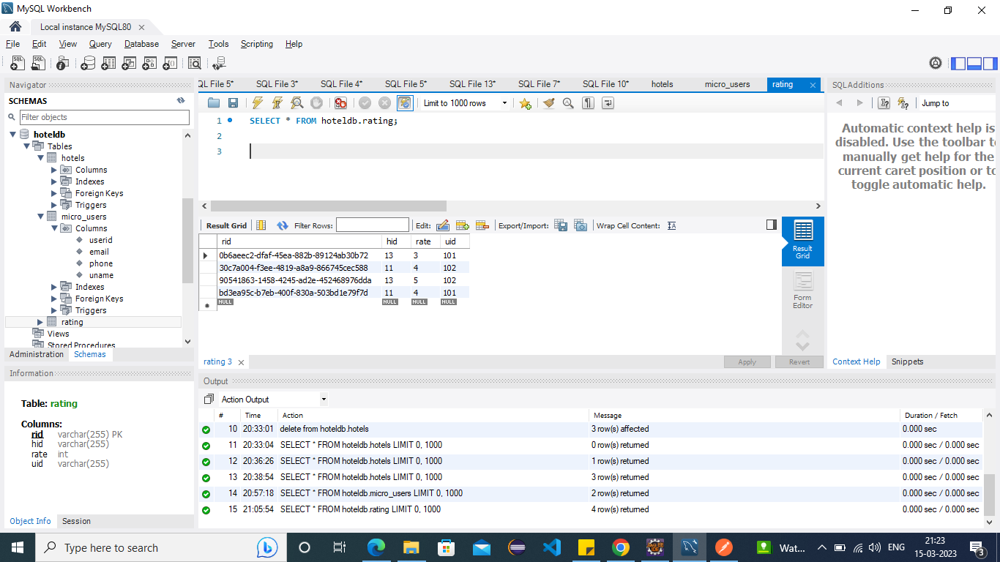 MySQL Workbench
Local instance MySQL80
File Edit View Query Database Server Tools Scripting Help
Navigator
SCHEMAS
Filter objects
hoteldb
Tables
hotels
Columns
Indexes
Foreign Keys
Triggers
micro_users
Columns
userid
email
phone
uname
Indexes
Foreign Keys
Triggers
rating
Views
Stored Procedures
Administration Schemas
Information
Table: rating
Columns:
rid varchar(255) PK
hid varchar(255)
rate int
uid varchar(255)
Object Info Session
QL File 5* SQL File 3* SQL File 4* SQL File 5* SQL File 13* SQL File 7* SQL File 10* hotels micro_users rating
Limit to 1000 rows
1 SELECT * FROM hoteldb.rating;
2
3
Result Grid Filter Rows: Edit: Export/Import: Wrap Cell Content:
rid hid rate uid
0b6aeec2-dfaf-45ea-882b-89124ab30b72 13 3 101
30c7a004-f3ee-4819-a8a9-866745cec588 11 4 102
90541863-1458-4245-ad2e-452468976dda 13 5 102
bd3ea95c-b7eb-400f-830a-503bd1e79f7d 11 4 101
NULL NULL NULL NULL
Result
Grid
Form
Editor
rating 3 Apply Revert
SQLAdditions
Jump to
Automatic context help is
disabled. Use the toolbar to
manually get help for the
current caret position or to
toggle automatic help.
Context Help Snippets
Output
Action Output
# Time Action Message Duration / Fetch
10 20:33:01 delete from hoteldb.hotels 3 row(s) affected 0.000 sec
11 20:33:04 SELECT * FROM hoteldb.hotels LIMIT 0, 1000 0 row(s) returned 0.000 sec / 0.000 sec
12 20:36:26 SELECT * FROM hoteldb.hotels LIMIT 0, 1000 1 row(s) returned 0.000 sec / 0.000 sec
13 20:38:54 SELECT * FROM hoteldb.hotels LIMIT 0, 1000 3 row(s) returned 0.000 sec / 0.000 sec
14 20:57:18 SELECT * FROM hoteldb.micro_users LIMIT 0, 1000 2 row(s) returned 0.000 sec / 0.000 sec
15 21:05:54 SELECT * FROM hoteldb.rating LIMIT 0, 1000 4 row(s) returned 0.000 sec / 0.000 sec
Type here to search
Wat...
ENG
21:23
15-03-2023
3